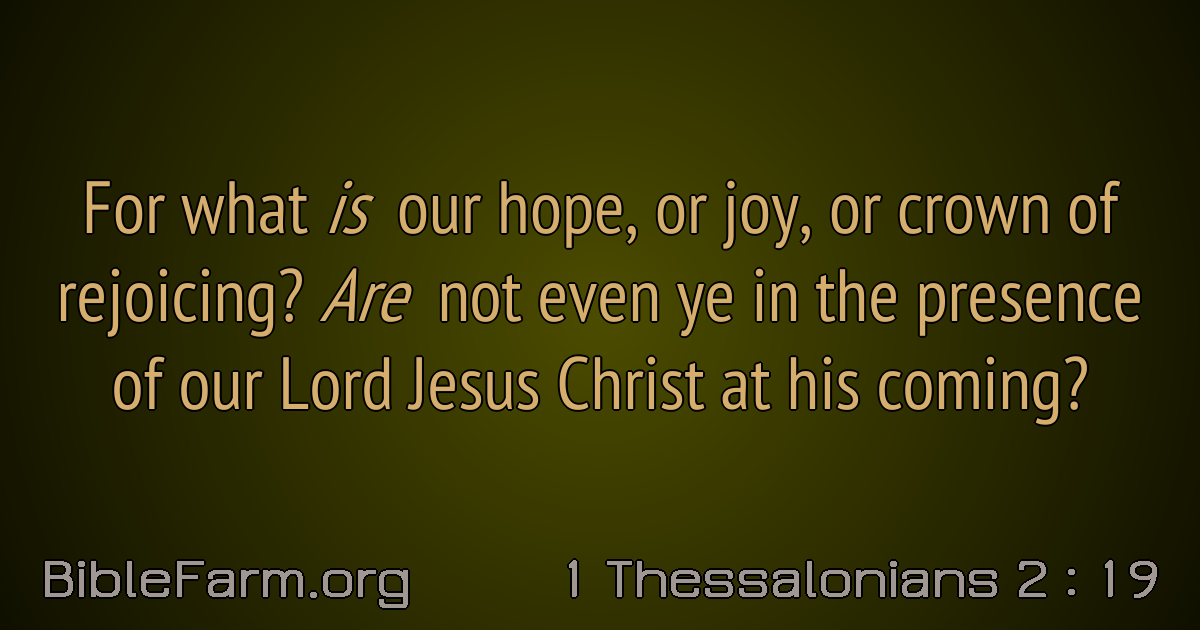 For what is our hope, or joy, or crown of
rejoicing? Are not even ye in the presence
of our Lord Jesus Christ at his coming?
BibleFarm.org
1 Thessalonians 2 : 19